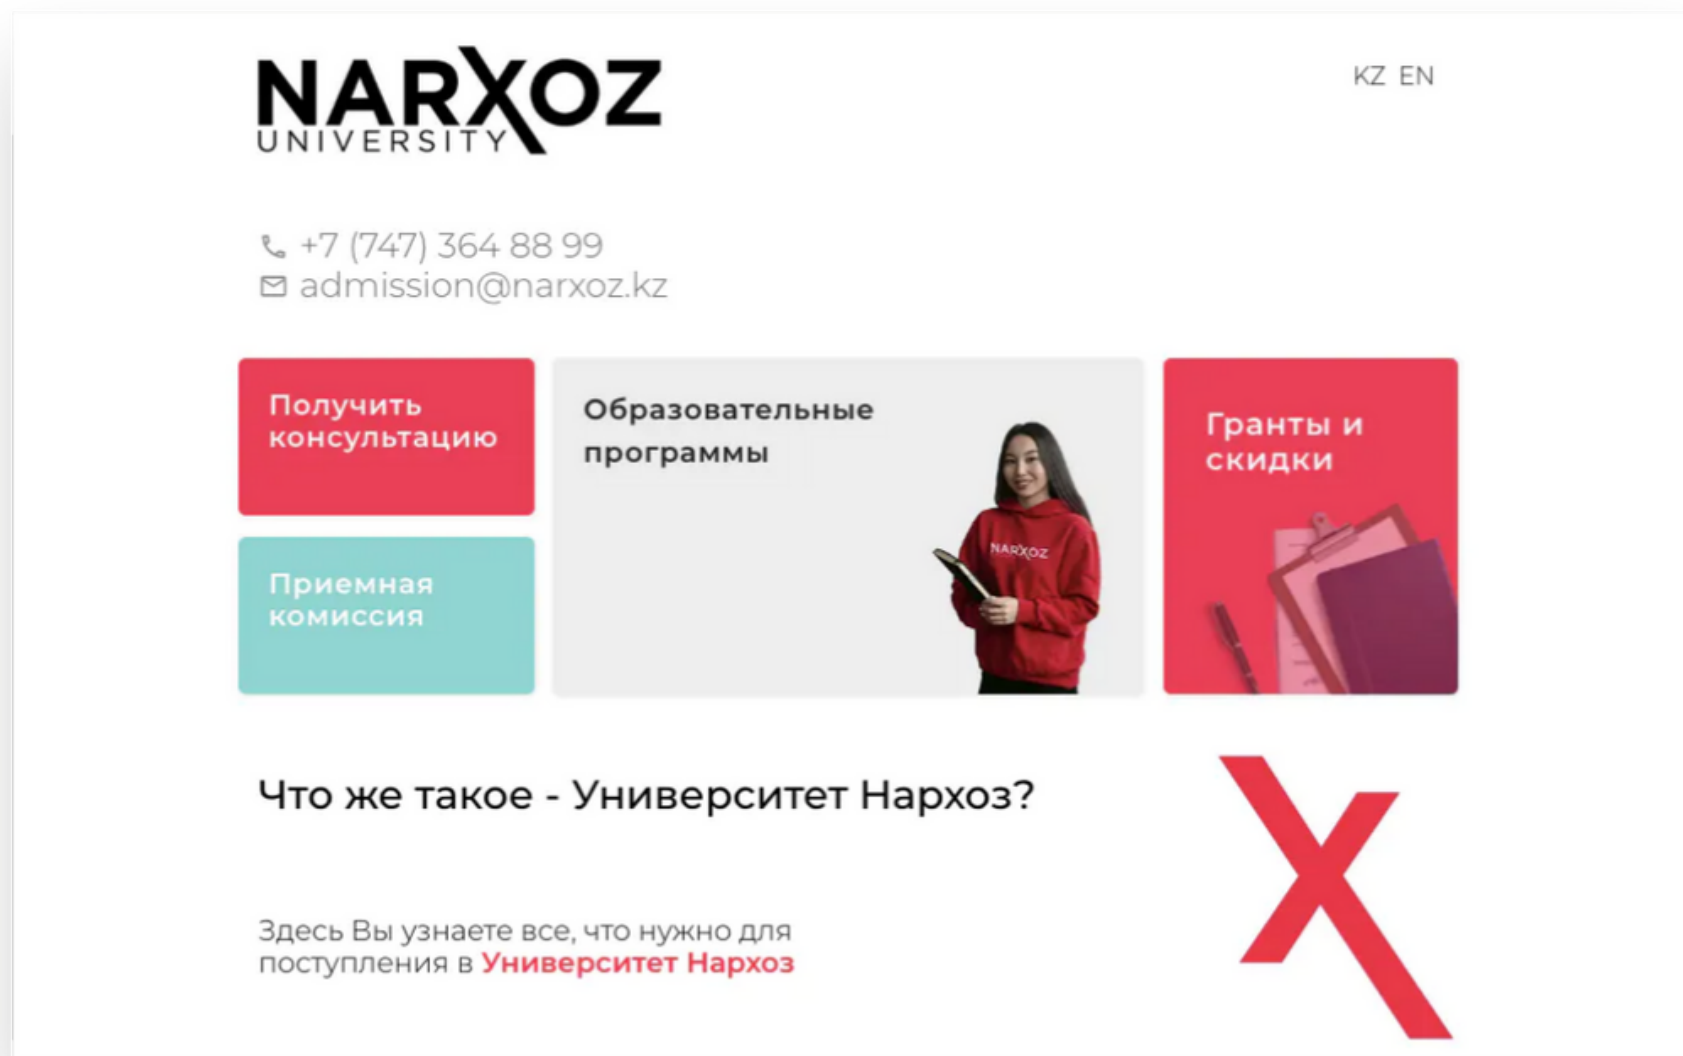 NARXOZ
UNIVERSITY
KZ EN
+7 (747) 364 88 99
admission@narxoz.kz
Получить
консультацию
Приемная
комиссия
Образовательные
программы
NARXOZ
Гранты и
скидки
Что же такое - Университет Нархоз?
X
Здесь Вы узнаете все, что нужно для
поступления в Университет Нархоз